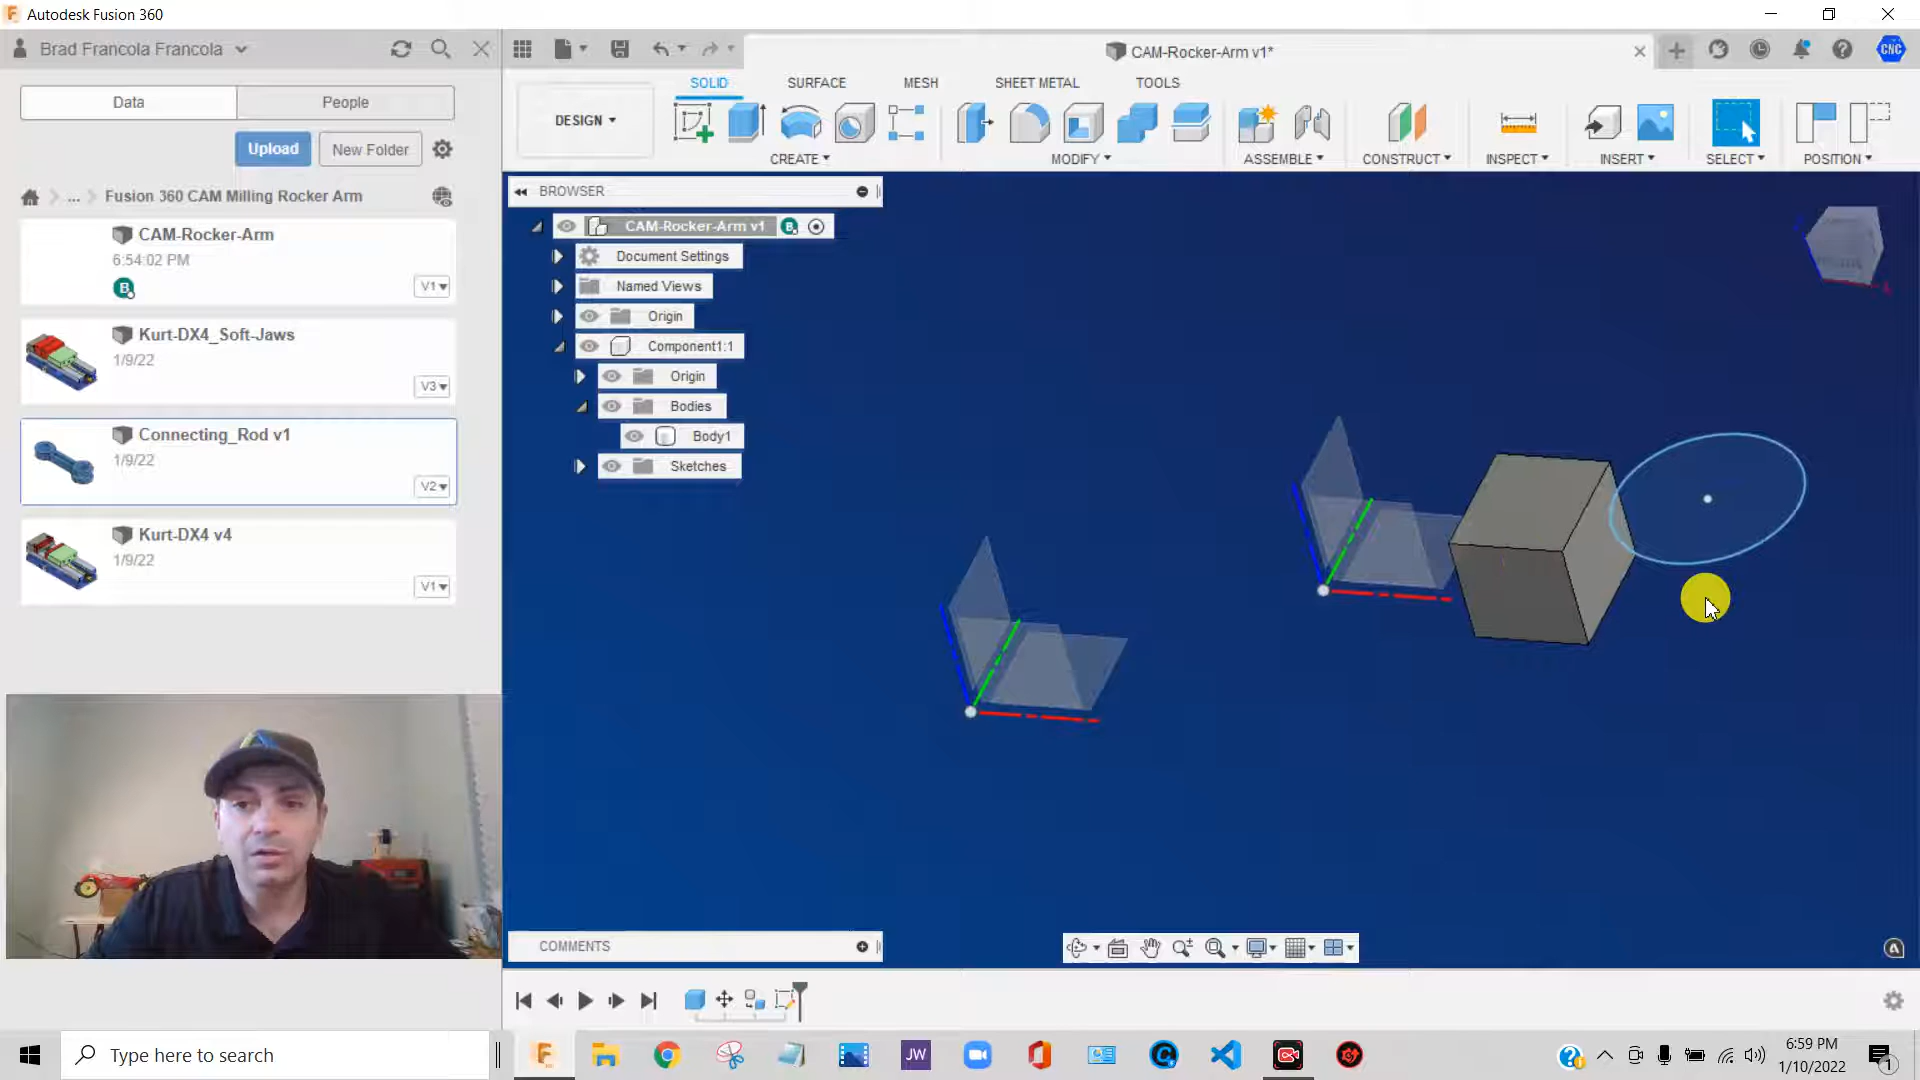 Autodesk Fusion 360
Brad Francola Francola
CAM-Rocker-Arm v1*
CNC
Data
People
SOLID
SURFACE
MESH
SHEET METAL
TOOLS
DESIGN
Upload
New Folder
CREATE
MODIFY
ASSEMBLE
CONSTRUCT
INSPECT
INSERT
SELECT
POSITION
... Fusion 360 CAM Milling Rocker Arm
BROWSER
CAM-Rocker-Arm
6:54:02 PM
B
V1
Kurt-DX4_Soft-Jaws
1/9/22
V3
Connecting_Rod v1
1/9/22
V2
Kurt-DX4 v4
1/9/22
V1
CAM-Rocker-Arm v1
B
Document Settings
Named Views
Origin
Component1:1
Origin
Bodies
Body1
Sketches
COMMENTS
Type here to search
JW
6:59 PM
1/10/2022
1